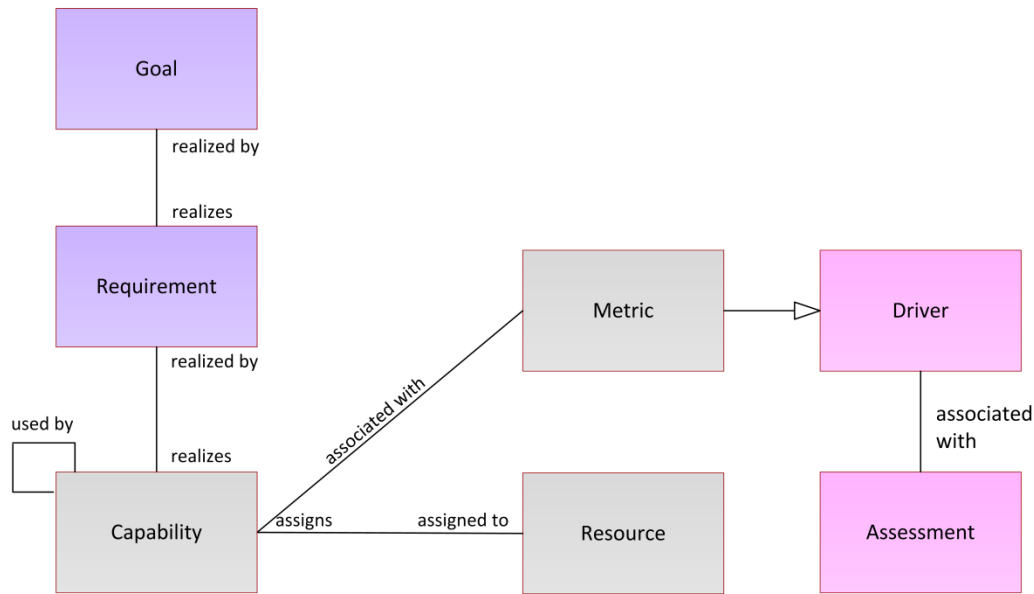 Goal
realized by
realizes
Requirement
realized by
used by
realizes
Capability
associated with
assigns
assigned to
Metric
Resource
Driver
associated
with
Assessment